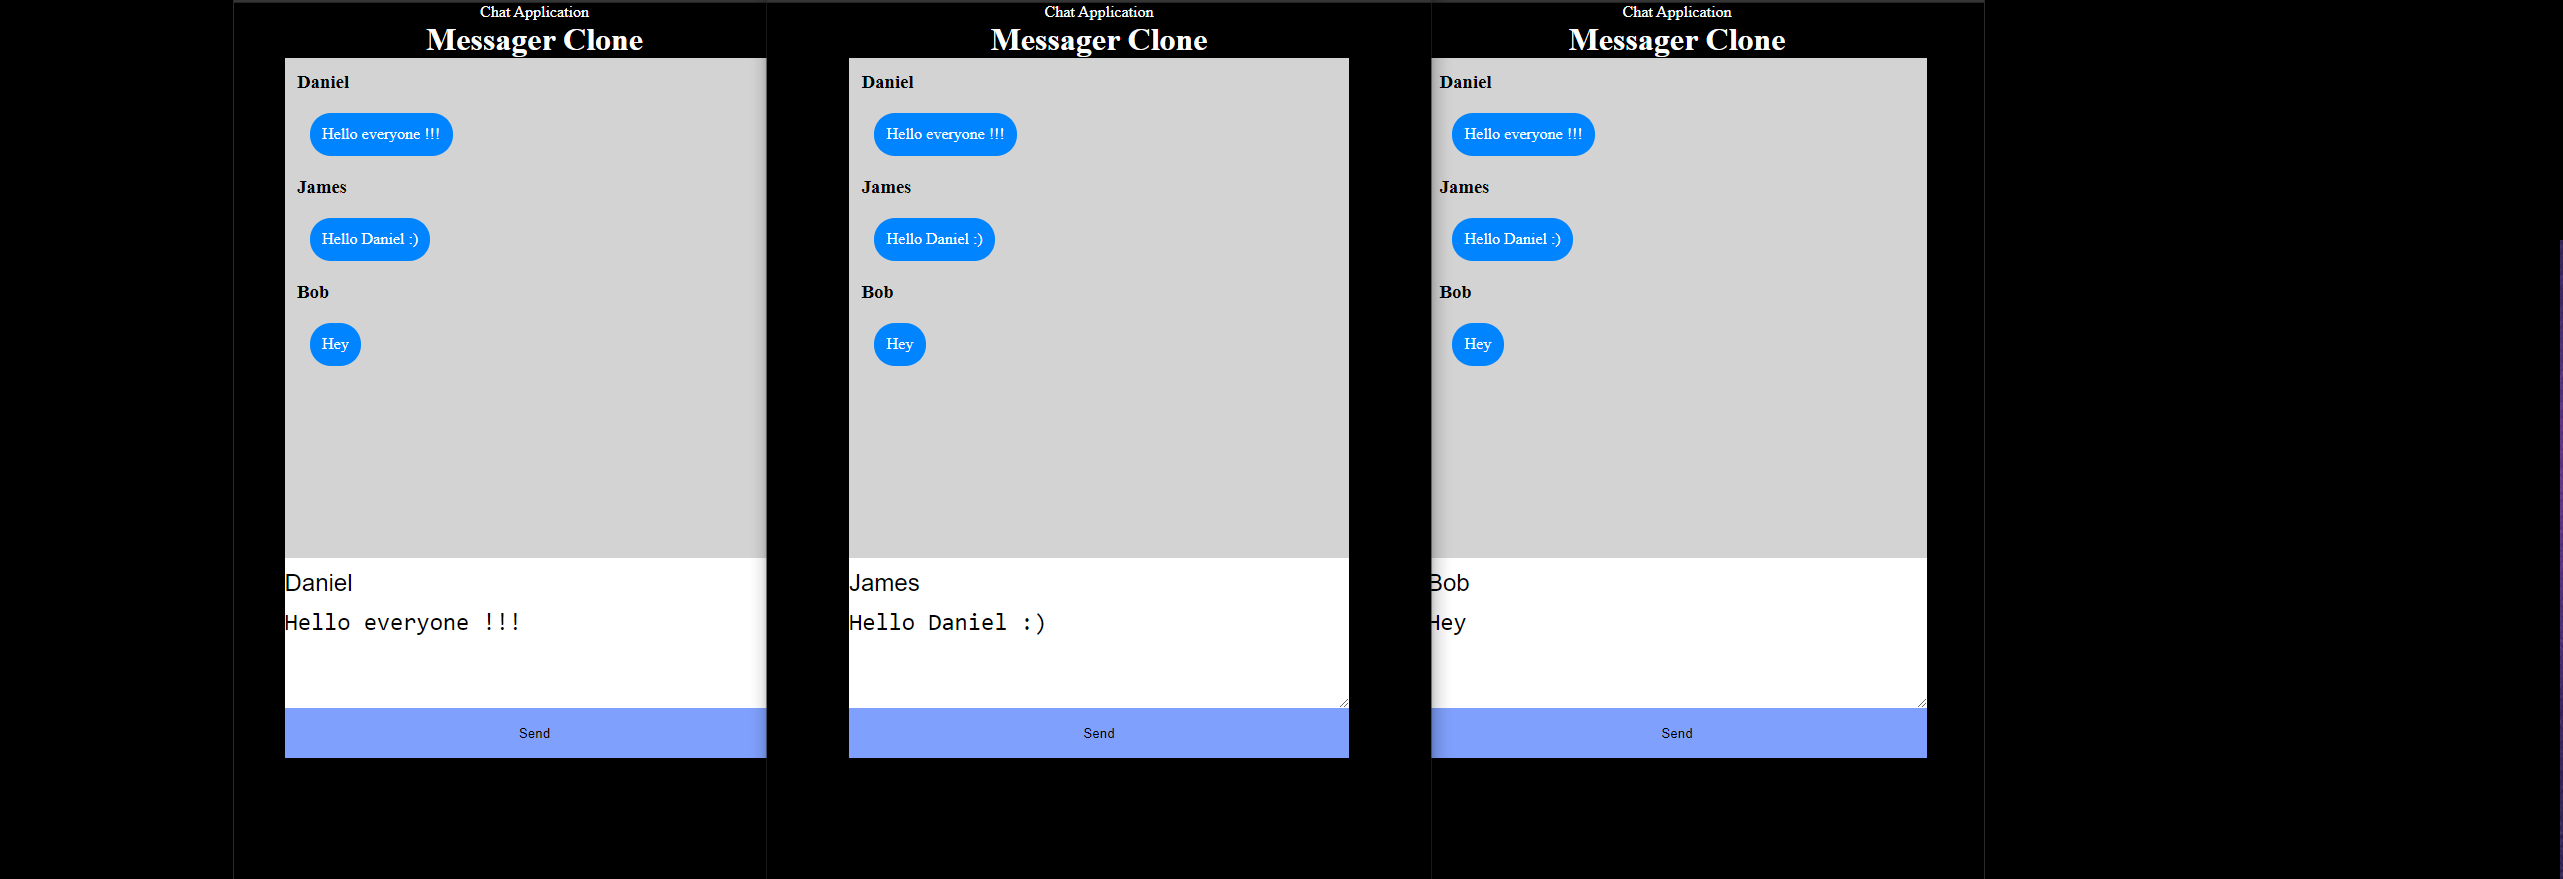 Chat Application
Messager Clone
Daniel
Hello everyone !!!
James
Hello Daniel :)
Bob
Hey
Daniel
Hello everyone !!!
Send
Chat Application
Messager Clone
Daniel
Hello everyone !!!
James
Hello Daniel :)
Bob
Hey
James
Hello Daniel :)
Send
Chat Application
Messager Clone
Daniel
Hello everyone !!!
James
Hello Daniel :)
Bob
Hey
Bob
Hey
Send